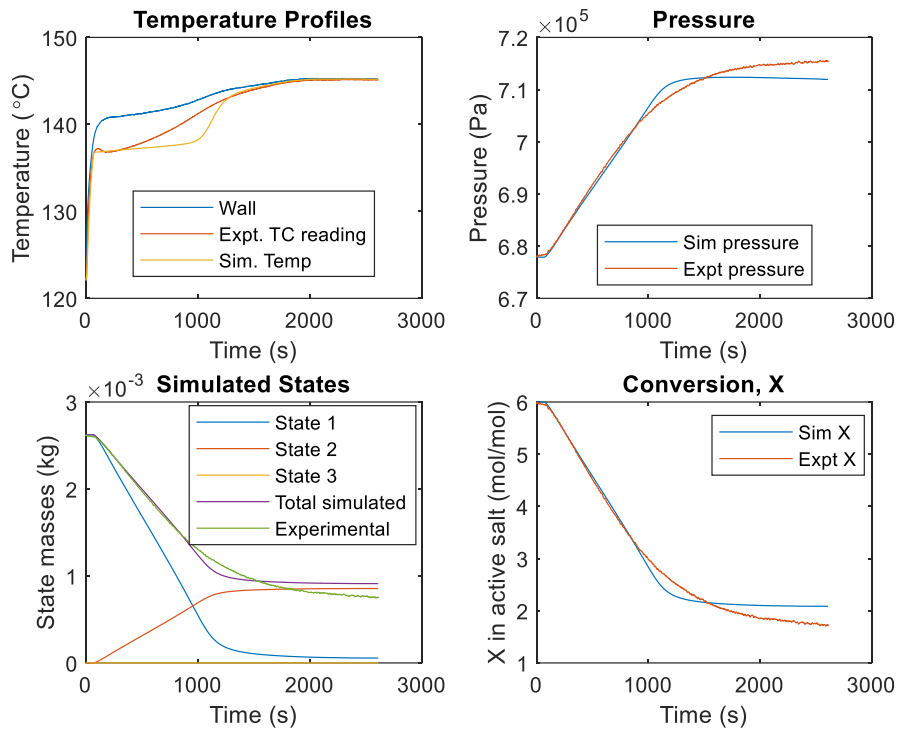 Temperature Profiles
150
140
130
120
Temperature (°C)
Wall
Expt. TC reading
Sim. Temp
0
1000
2000
3000
Time (s)
Pressure
×10^5
7.2
7.1
7
6.9
6.8
6.7
Pressure (Pa)
Sim pressure
Expt pressure
0
1000
2000
3000
Time (s)
Simulated States
×10^-3
3
2
1
0
State masses (kg)
State 1
State 2
State 3
Total simulated
Experimental
0
1000
2000
3000
Time (s)
Conversion, X
6
5
4
3
2
1
X in active salt (mol/mol)
Sim X
Expt X
0
1000
2000
3000
Time (s)